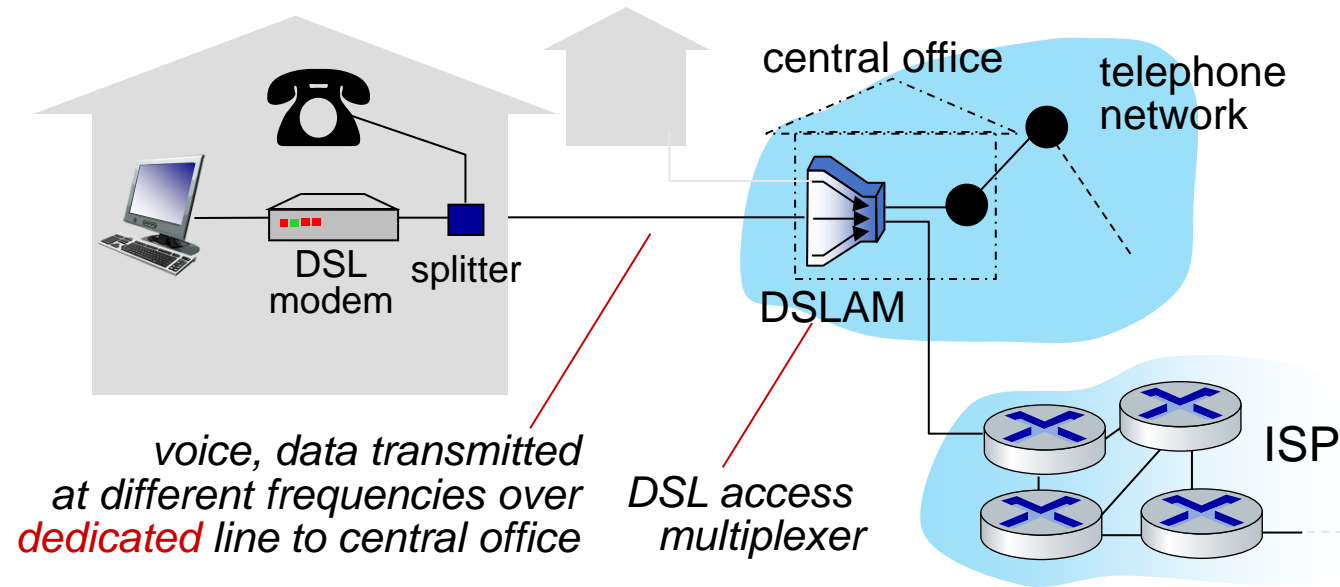 central office
telephone
network
DSL
modem
splitter
DSLAM
ISP
voice, data transmitted
at different frequencies over
dedicated line to central office
DSL access
multiplexer